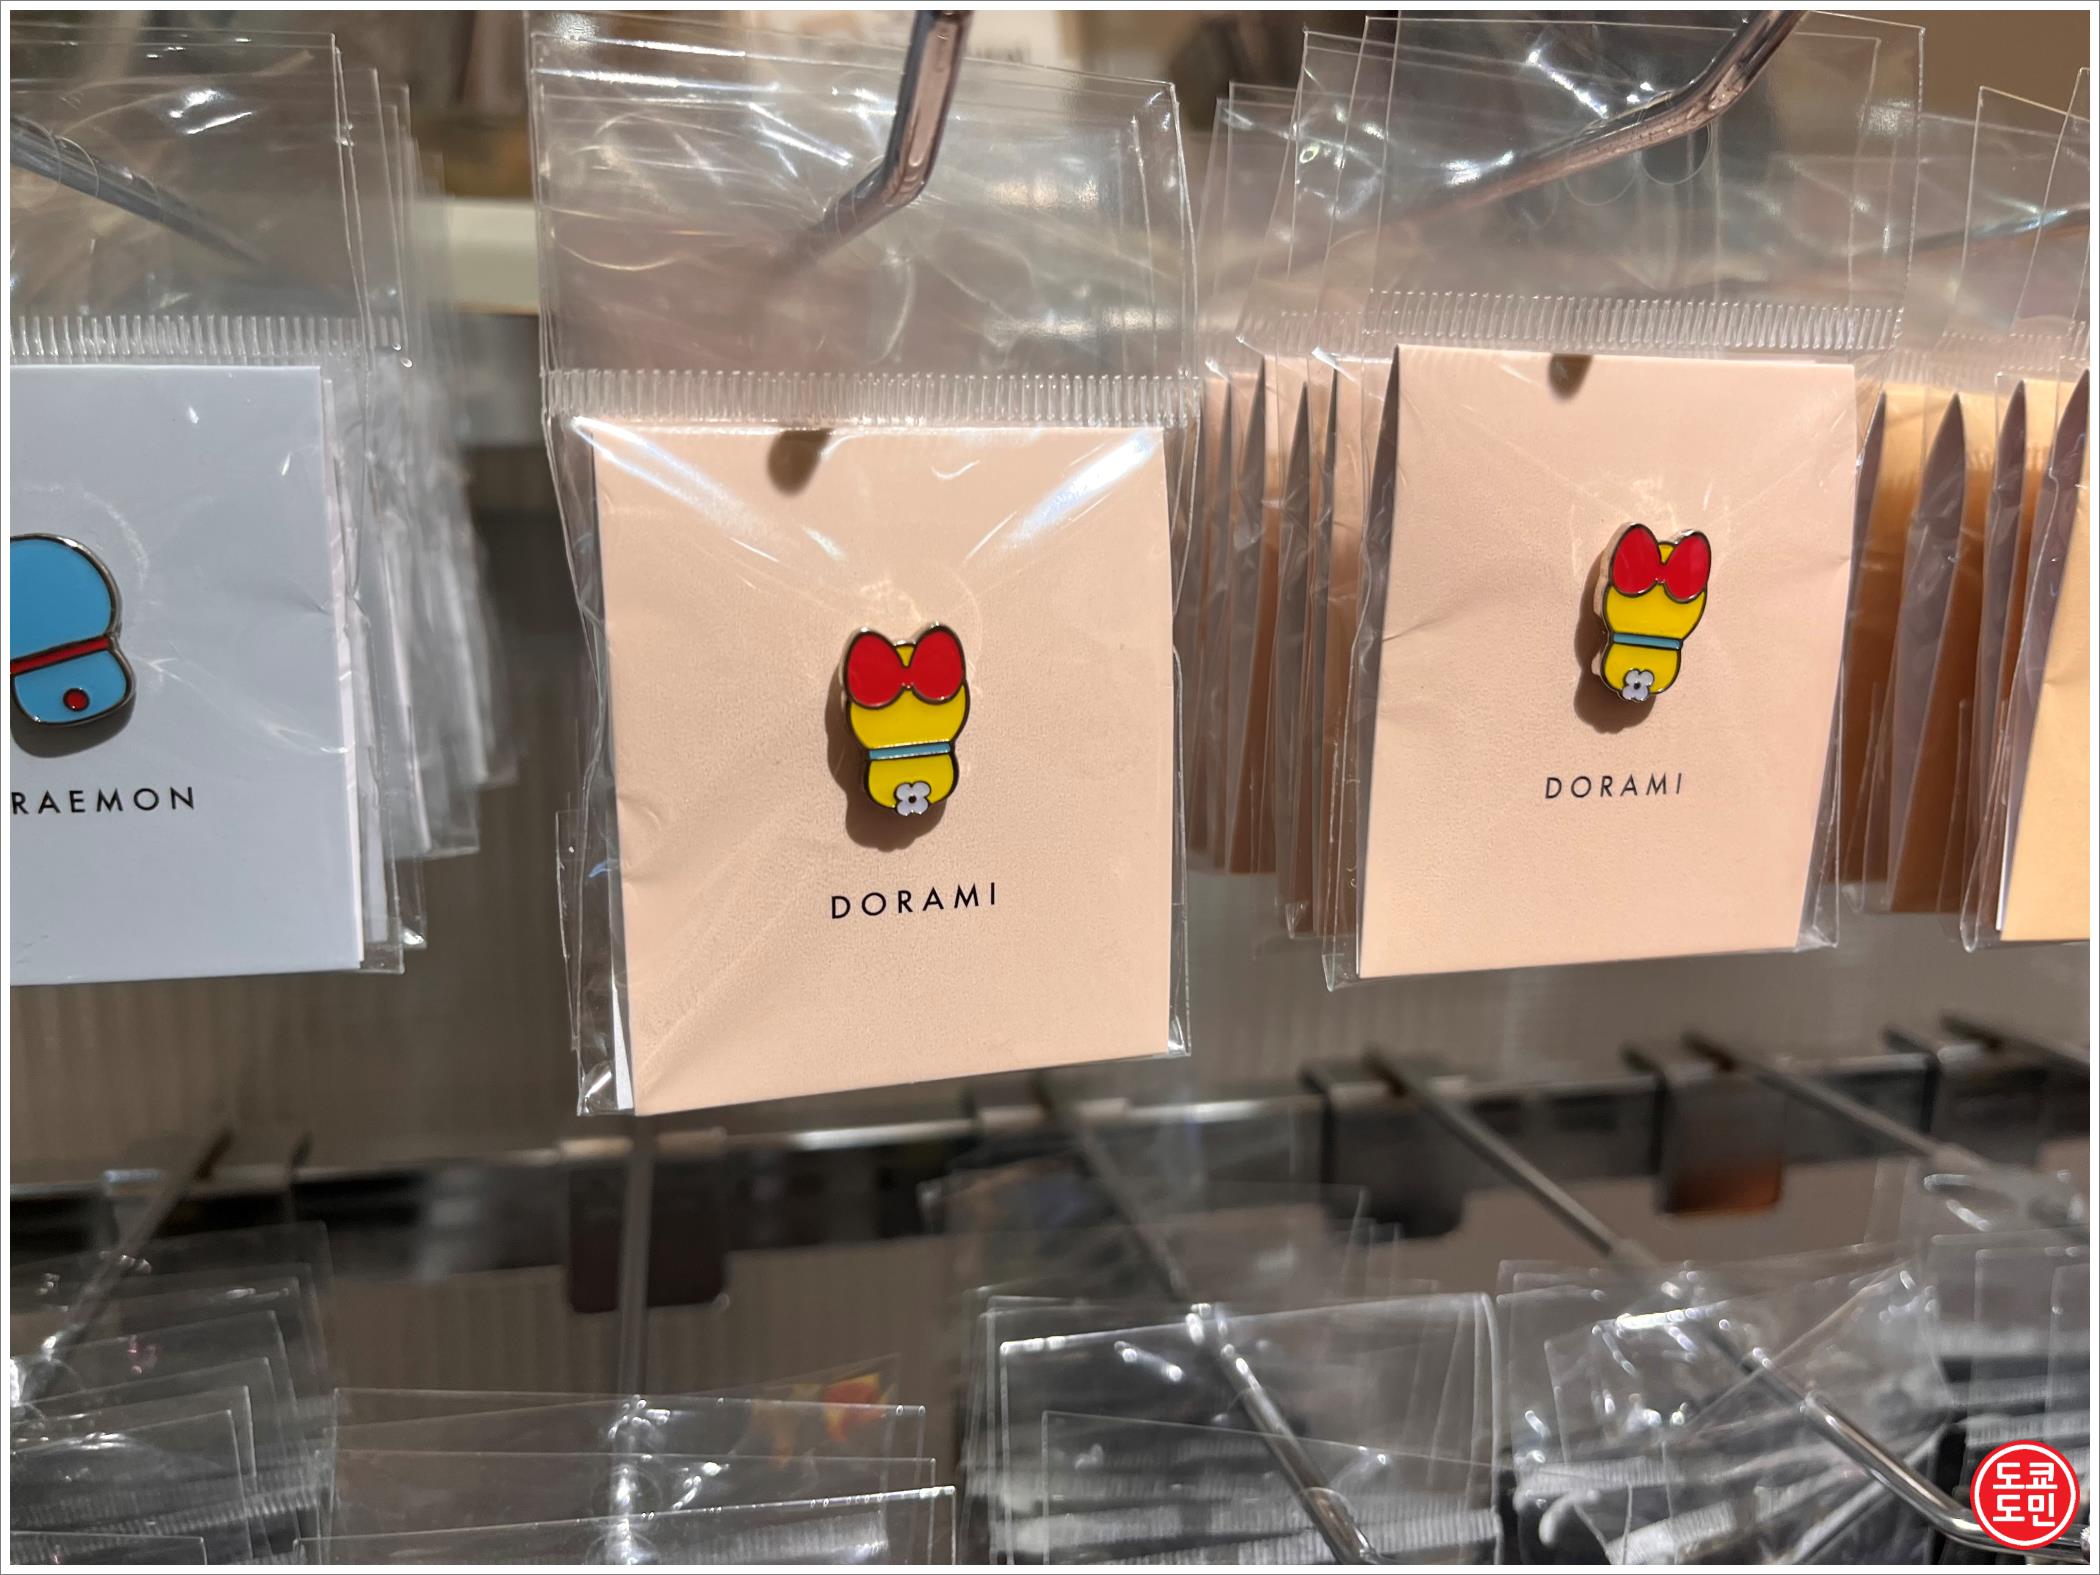 RAEMON
DORAMI
DORAMI
도쿄
도민